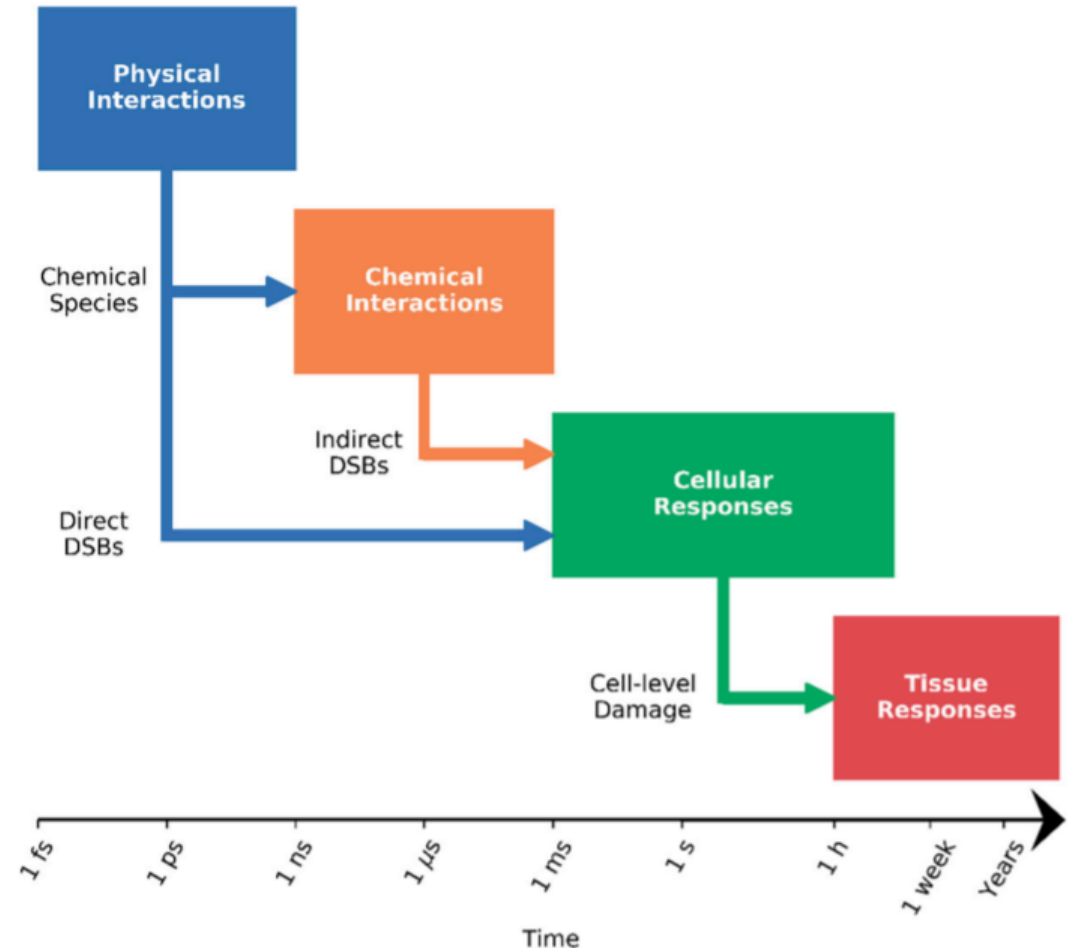 Physical
Interactions
Chemical
Species
Chemical
Interactions
Indirect
DSBs
Cellular
Responses
Direct
DSBs
Cell-level
Damage
Tissue
Responses
1 fs
1 ps
1 ns
1 μs
1 ms
1 s
1 h
1 week
Years
Time